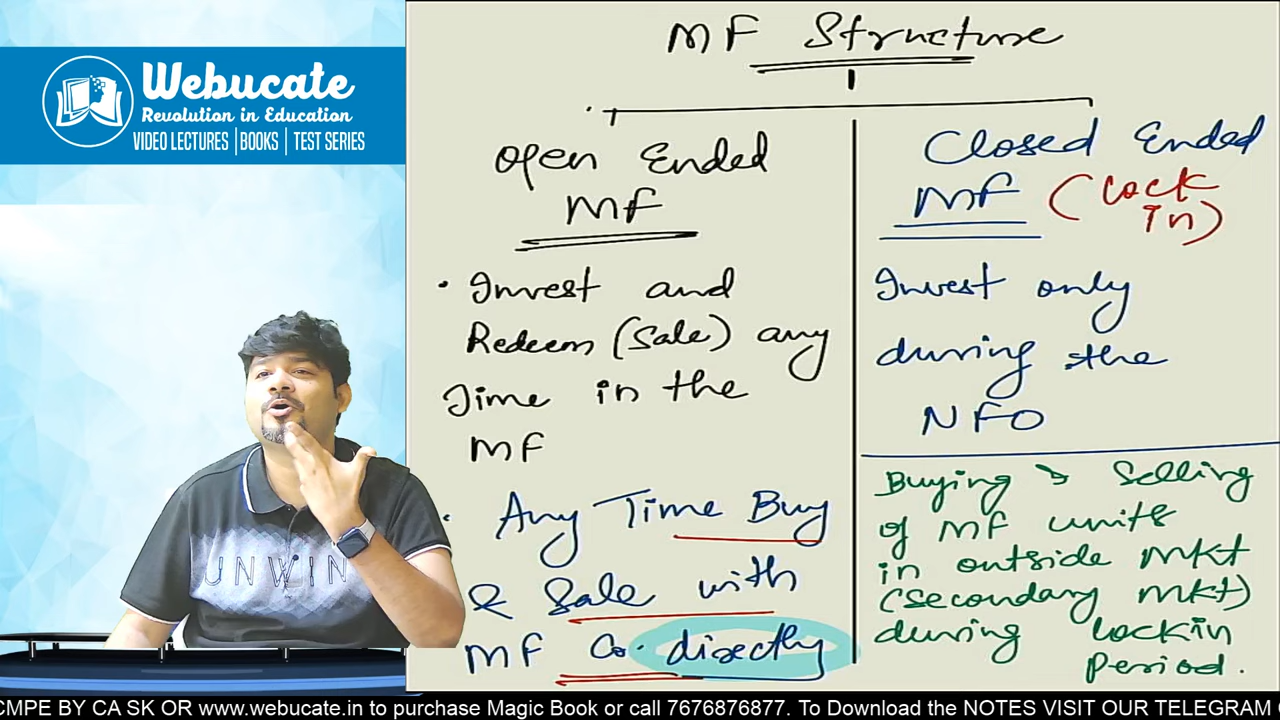 Webucate
Revolution in Education
VIDEO LECTURES | BOOKS | TEST SERIES
MF Structure
Open Ended
MF
• Invest and
Redeem (Sale) any
Time in the
MF
• Any Time Buy
& Sale with
MF Co. directly
Closed Ended
MF (lock
in)
Invest only
during the
NFO
Buying & Selling
of MF units
in outside MKT
(Secondary MKT)
during lockin
period.
UNWIN
CMPE BY CA SK OR www.webucate.in to purchase Magic Book or call 7676876877. To Download the NOTES VISIT OUR TELEGRAM